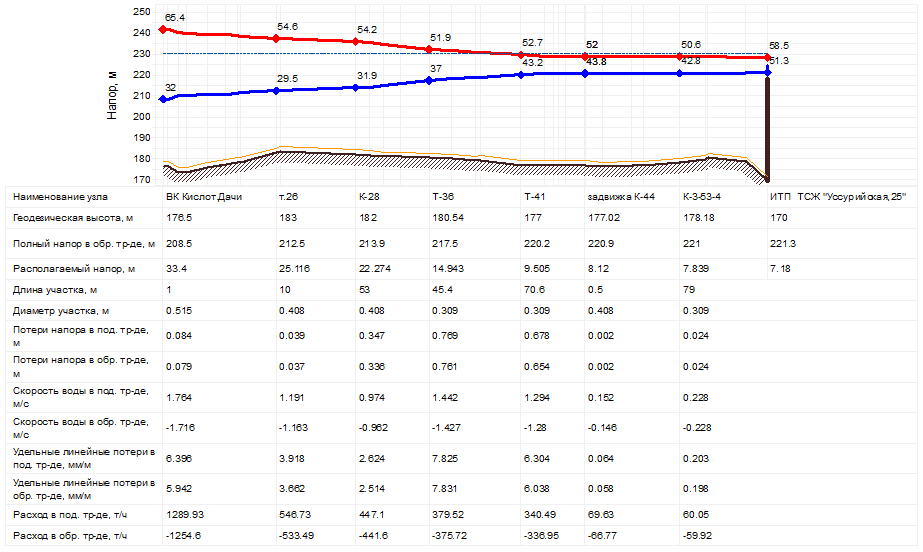 250
240
230
220
210
200
190
180
170
Напор, м
65.4
54.6
54.2
51.9
52.7
52
50.6
58.5
32
29.5
31.9
37
43.2
43.8
42.8
51.3
Наименование узла ВК Кислот.Дачи т.26 К-28 Т-36 Т-41 задвижка К-44 К-3-53-4 ИТП ТСЖ "Уссурийская,25"
Геодезическая высота, м 176.5 183 182 180.54 177 177.02 178.18 170
Полный напор в обр. тр-де, м 208.5 212.5 213.9 217.5 220.2 220.9 221 221.3
Располагаемый напор, м 33.4 25.116 22.274 14.943 9.505 8.12 7.839 7.18
Длина участка, м 1 10 53 45.4 70.6 0.5 79
Диаметр участка, м 0.515 0.408 0.408 0.309 0.309 0.408 0.309
Потери напора в под. тр-де,
м 0.084 0.039 0.347 0.769 0.678 0.002 0.024
Потери напора в обр. тр-де,
м 0.079 0.037 0.336 0.761 0.654 0.002 0.024
Скорость воды в под. тр-де,
м/с 1.764 1.191 0.974 1.442 1.294 0.152 0.228
Скорость воды в обр. тр-де,
м/с -1.716 -1.163 -0.962 -1.427 -1.28 -0.146 -0.228
Удельные линейные потери в
под. тр-де, мм/м 6.396 3.918 2.624 7.825 6.304 0.064 0.203
Удельные линейные потери в
обр. тр-де, мм/м 5.942 3.662 2.514 7.831 6.038 0.058 0.198
Расход в под. тр-де, т/ч 1289.93 546.73 447.1 379.52 340.49 69.63 60.05
Расход в обр. тр-де, т/ч -1254.6 -533.49 -441.6 -375.72 -336.95 -66.77 -59.92